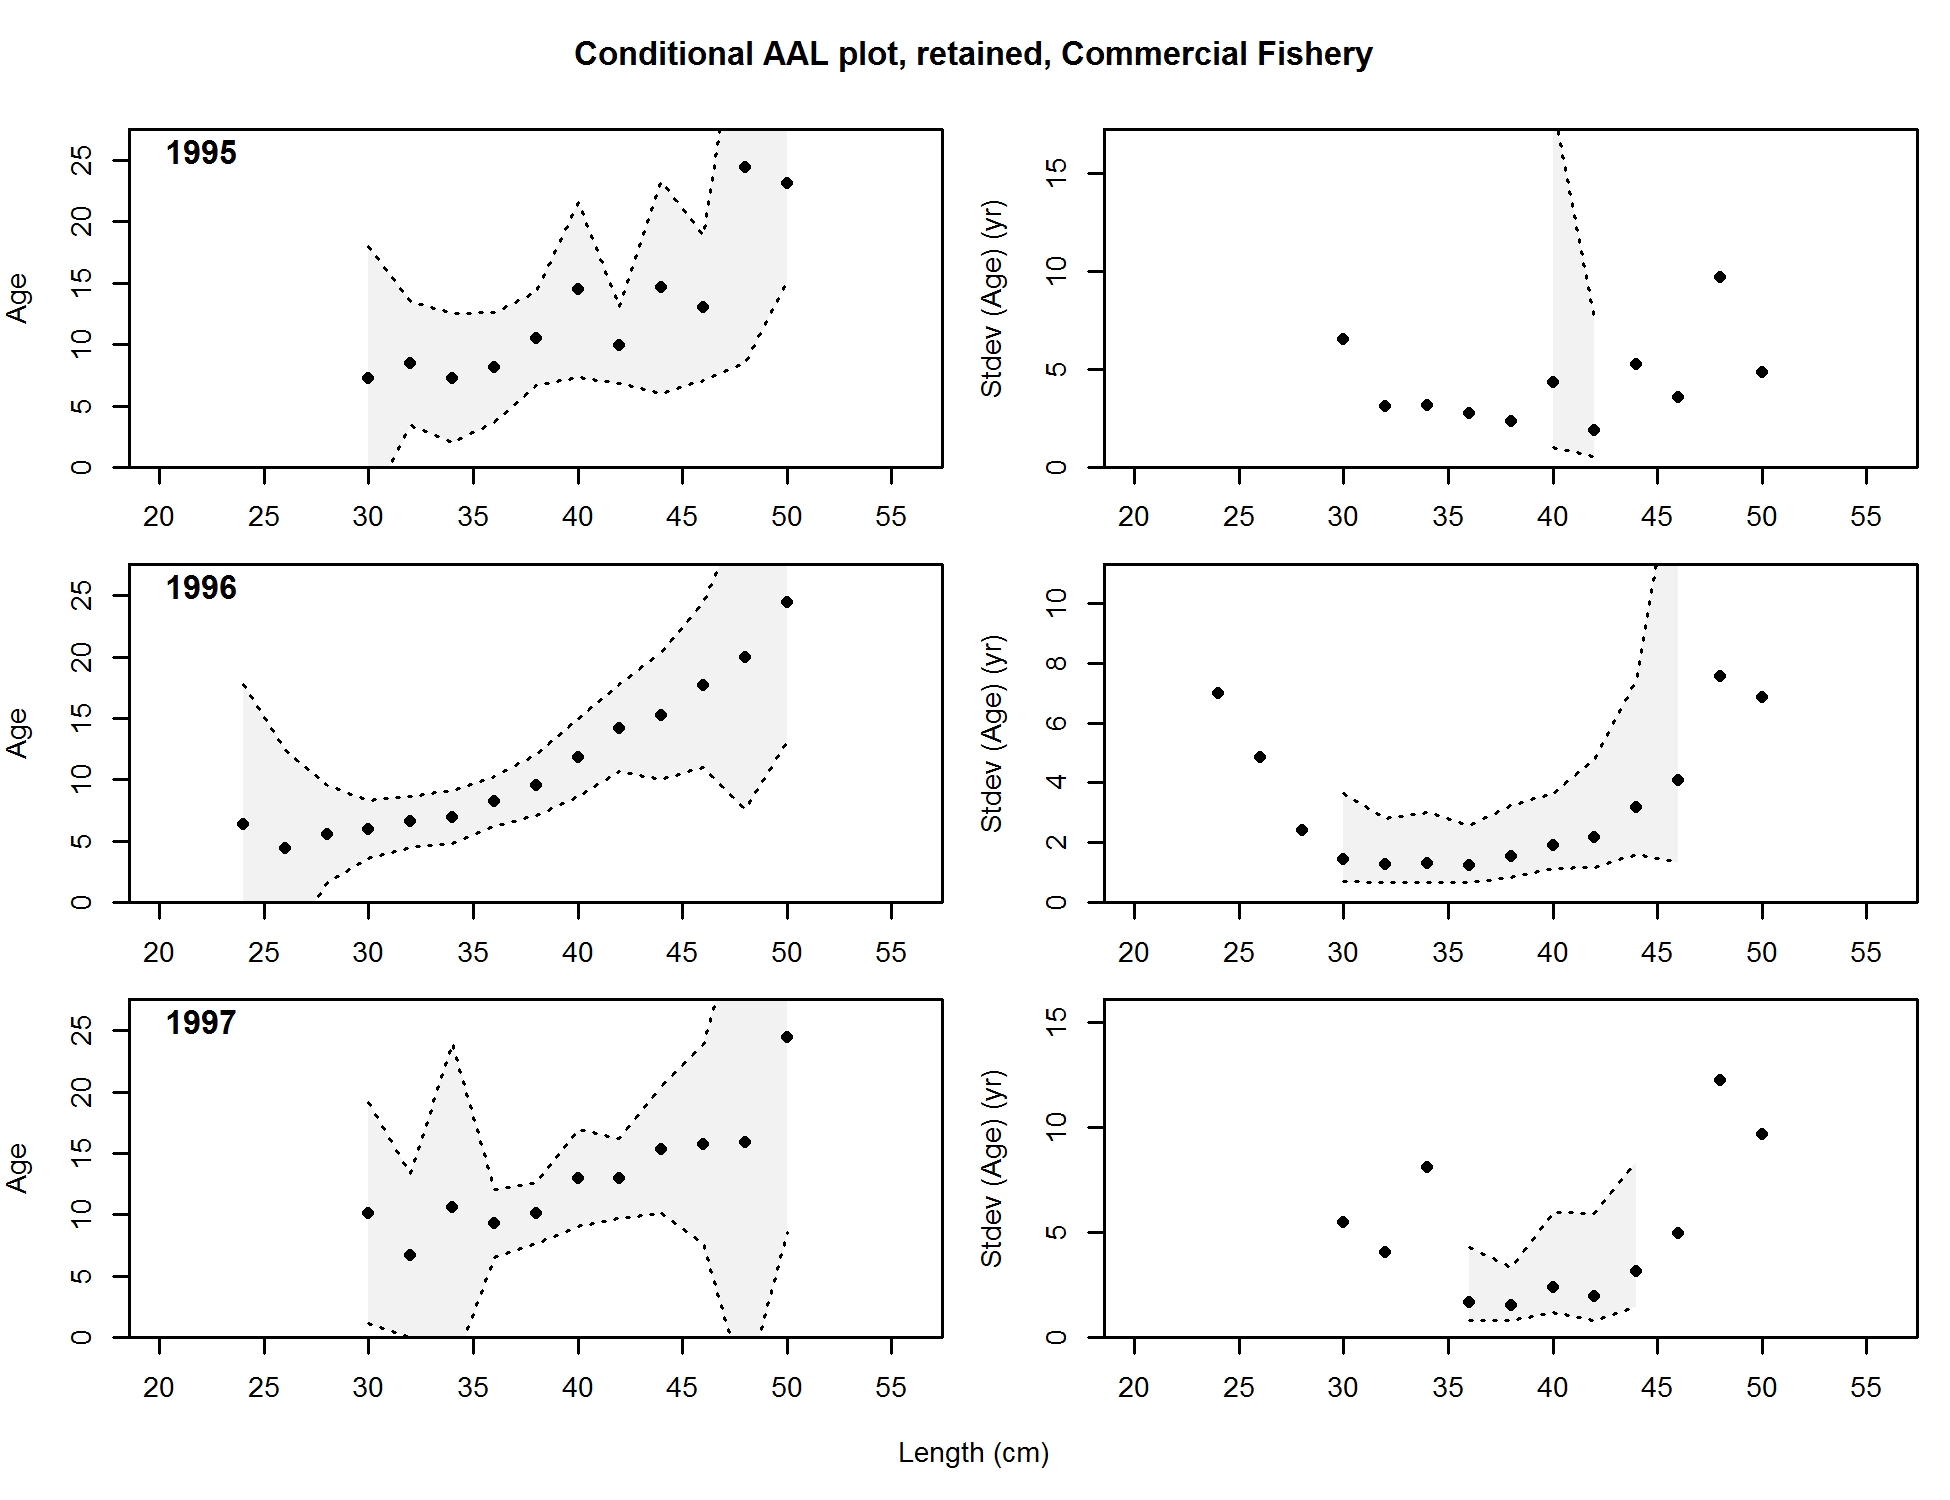 Conditional AAL plot, retained, Commercial Fishery
1995
Age
0 5 10 15 20 25
20 25 30 35 40 45 50 55
Stdev (Age) (yr)
0 5 10 15
20 25 30 35 40 45 50 55
1996
Age
0 5 10 15 20 25
20 25 30 35 40 45 50 55
Stdev (Age) (yr)
0 2 4 6 8 10
20 25 30 35 40 45 50 55
1997
Age
0 5 10 15 20 25
20 25 30 35 40 45 50 55
Stdev (Age) (yr)
0 5 10 15
20 25 30 35 40 45 50 55
Length (cm)